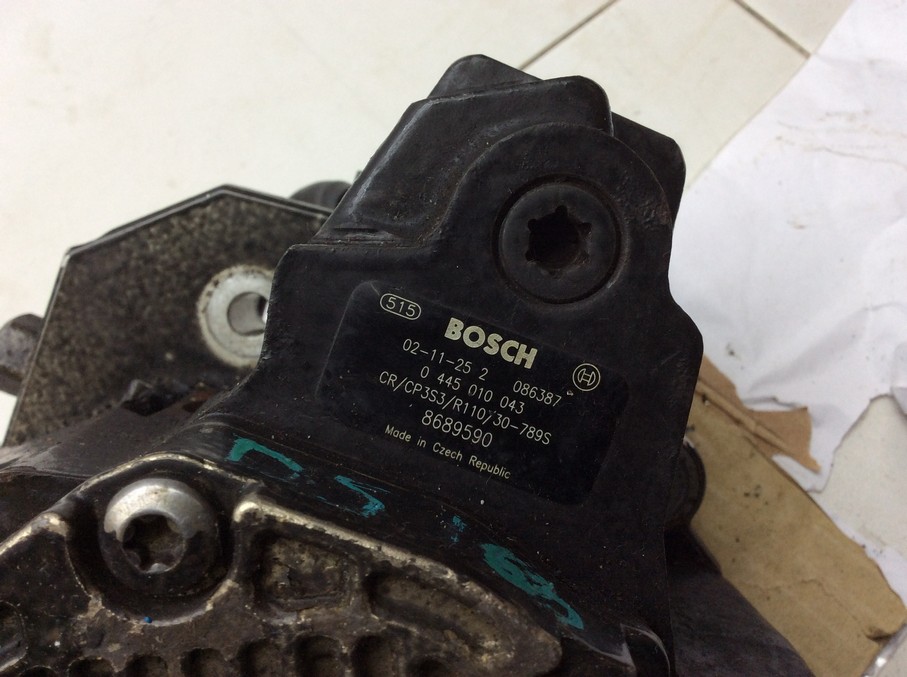 515
BOSCH
02-11-25 2 086387
0 445 010 043
CR/CP3S3/R110/30-789S
8689590
Made in Czech Republic